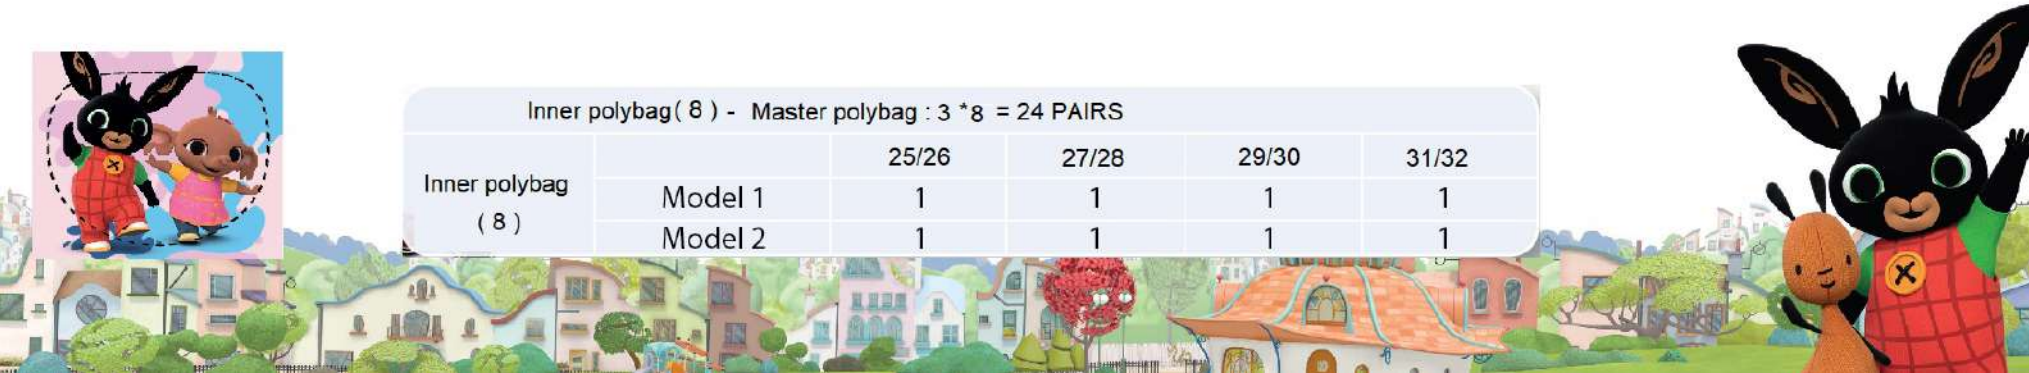 Inner polybag( 8 ) - Master polybag : 3 *8 = 24 PAIRS
25/26 27/28 29/30 31/32
Inner polybag
( 8 )
Model 1 1 1 1 1
Model 2 1 1 1 1